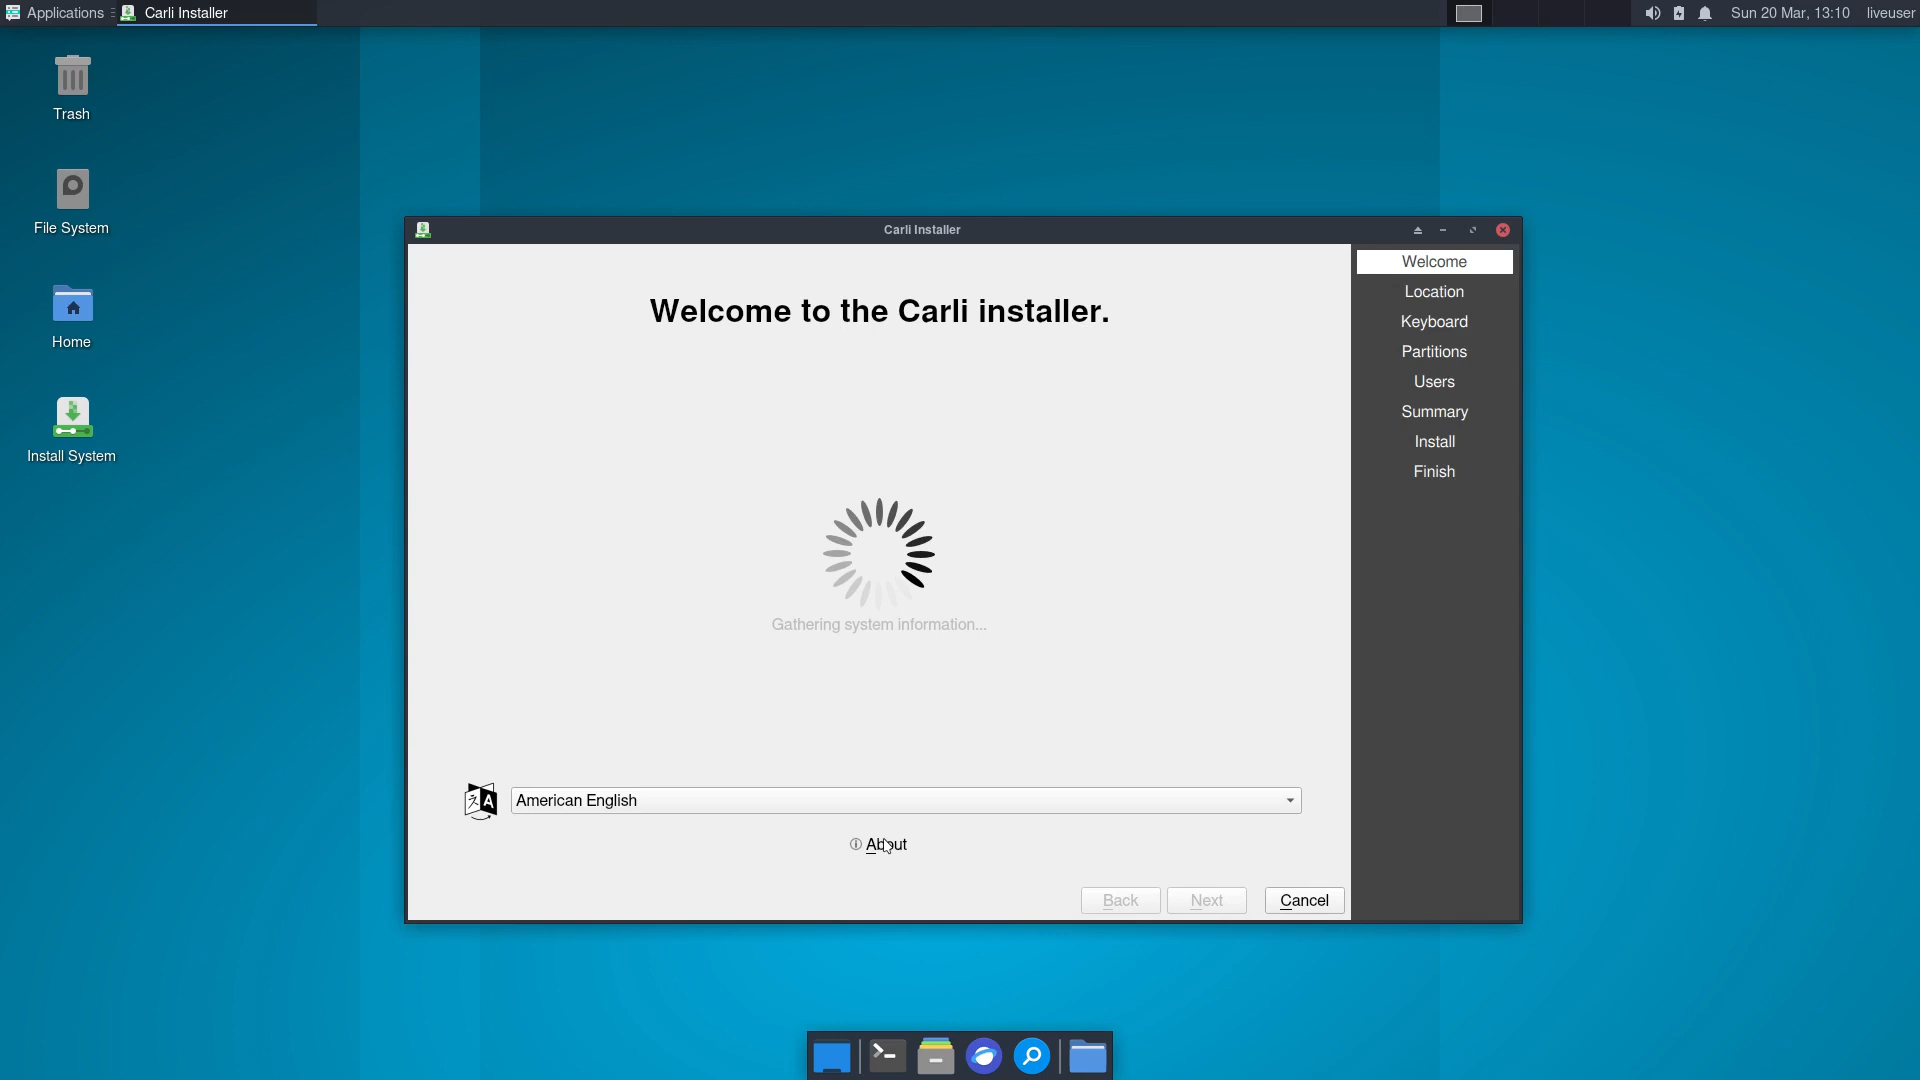 Applications
Carli Installer
Sun 20 Mar, 13:10
liveuser
Trash
File System
Home
Install System
Carli Installer
Welcome to the Carli installer.
Gathering system information...
American English
About
Back
Next
Cancel
Welcome
Location
Keyboard
Partitions
Users
Summary
Install
Finish